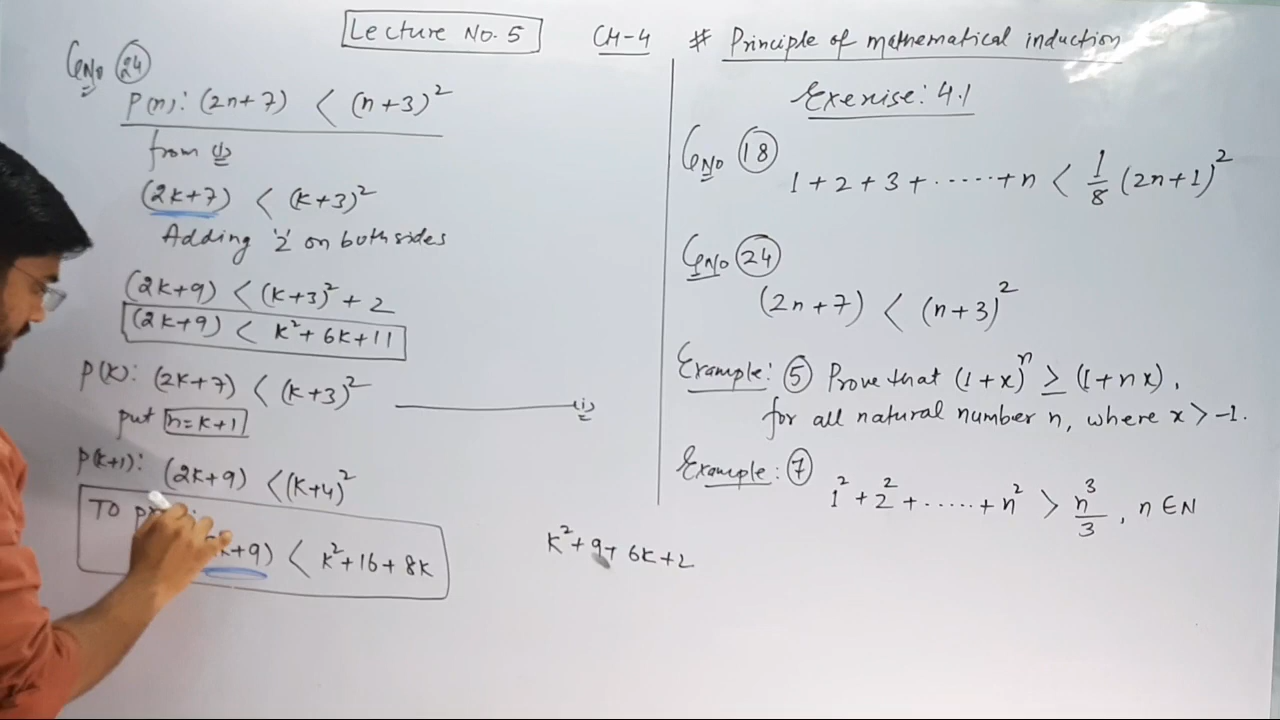 Lecture No. 5
CH-4 # Principle of mathematical induction
Q No 24
P(n): (2n+7) < (n+3)²
from (i)
(2k+7) < (k+3)²
Adding '2' on both sides
(2k+9) < (k+3)² + 2
(2k+9) < k² + 6k + 11
P(k): (2k+7) < (k+3)² (i)
put n=k+1
P(k+1): (2k+9) < (k+4)²
TO
k+9) < k² + 16 + 8k
k² + 9 + 6k + 2
Exercise: 4.1
Q No 18
1 + 2 + 3 + ...... + n < 1/8 (2n+1)²
Q No 24
(2n+7) < (n+3)²
Example: 5 Prove that (1+x)ⁿ ≥ (1+nx),
for all natural number n, where x > -1.
Example: 7
1² + 2² + ...... + n² > n³/3, n ∈ N